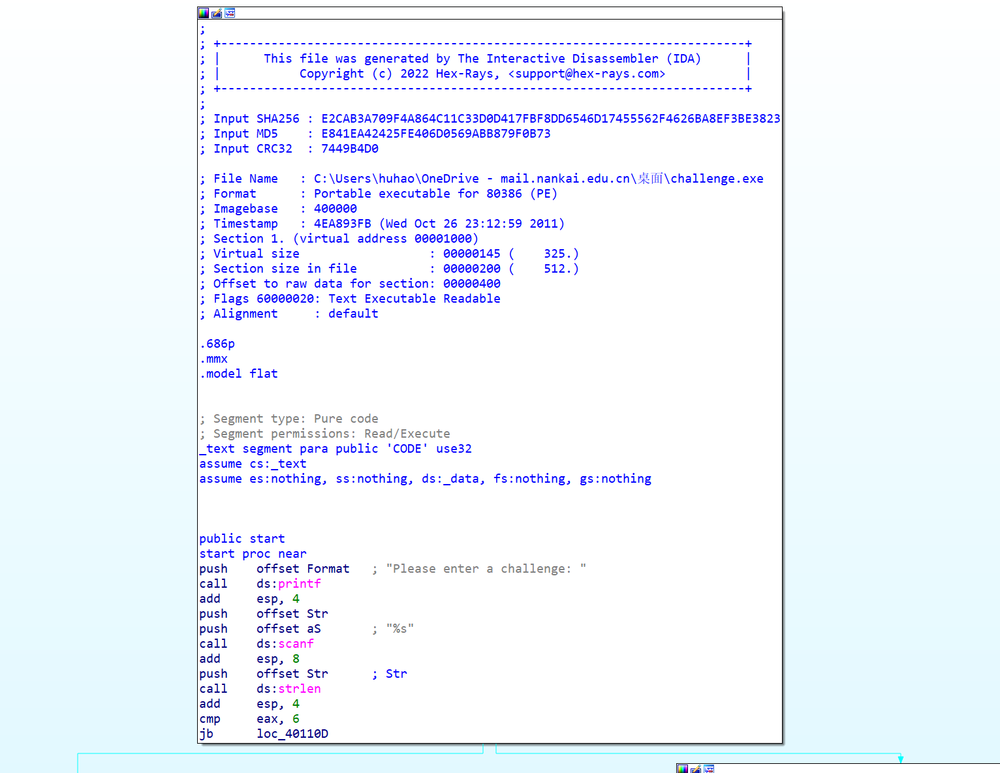 ;
; +-------------------------------------------------------------------------+
; |      This file was generated by The Interactive Disassembler (IDA)      |
; |           Copyright (c) 2022 Hex-Rays, <support@hex-rays.com>           |
; +-------------------------------------------------------------------------+
;
; Input SHA256 : E2CAB3A709F4A864C11C33D0D417FBF8DD6546D17455562F4626BA8EF3BE3823
; Input MD5    : E841EA42425FE406D0569ABB879F0B73
; Input CRC32  : 7449B4D0
; File Name   : C:\Users\huhao\OneDrive - mail.nankai.edu.cn\桌面\challenge.exe
; Format      : Portable executable for 80386 (PE)
; Imagebase   : 400000
; Timestamp   : 4EA893FB (Wed Oct 26 23:12:59 2011)
; Section 1. (virtual address 00001000)
; Virtual size                  : 00000145 (    325.)
; Section size in file          : 00000200 (    512.)
; Offset to raw data for section: 00000400
; Flags 60000020: Text Executable Readable
; Alignment     : default
.686p
.mmx
.model flat
; Segment type: Pure code
; Segment permissions: Read/Execute
_text segment para public 'CODE' use32
assume cs:_text
assume es:nothing, ss:nothing, ds:_data, fs:nothing, gs:nothing
public start
start proc near
push    offset Format   ; "Please enter a challenge: "
call    ds:printf
add     esp, 4
push    offset Str
push    offset aS       ; "%s"
call    ds:scanf
add     esp, 8
push    offset Str      ; Str
call    ds:strlen
add     esp, 4
cmp     eax, 6
jb      loc_40110D